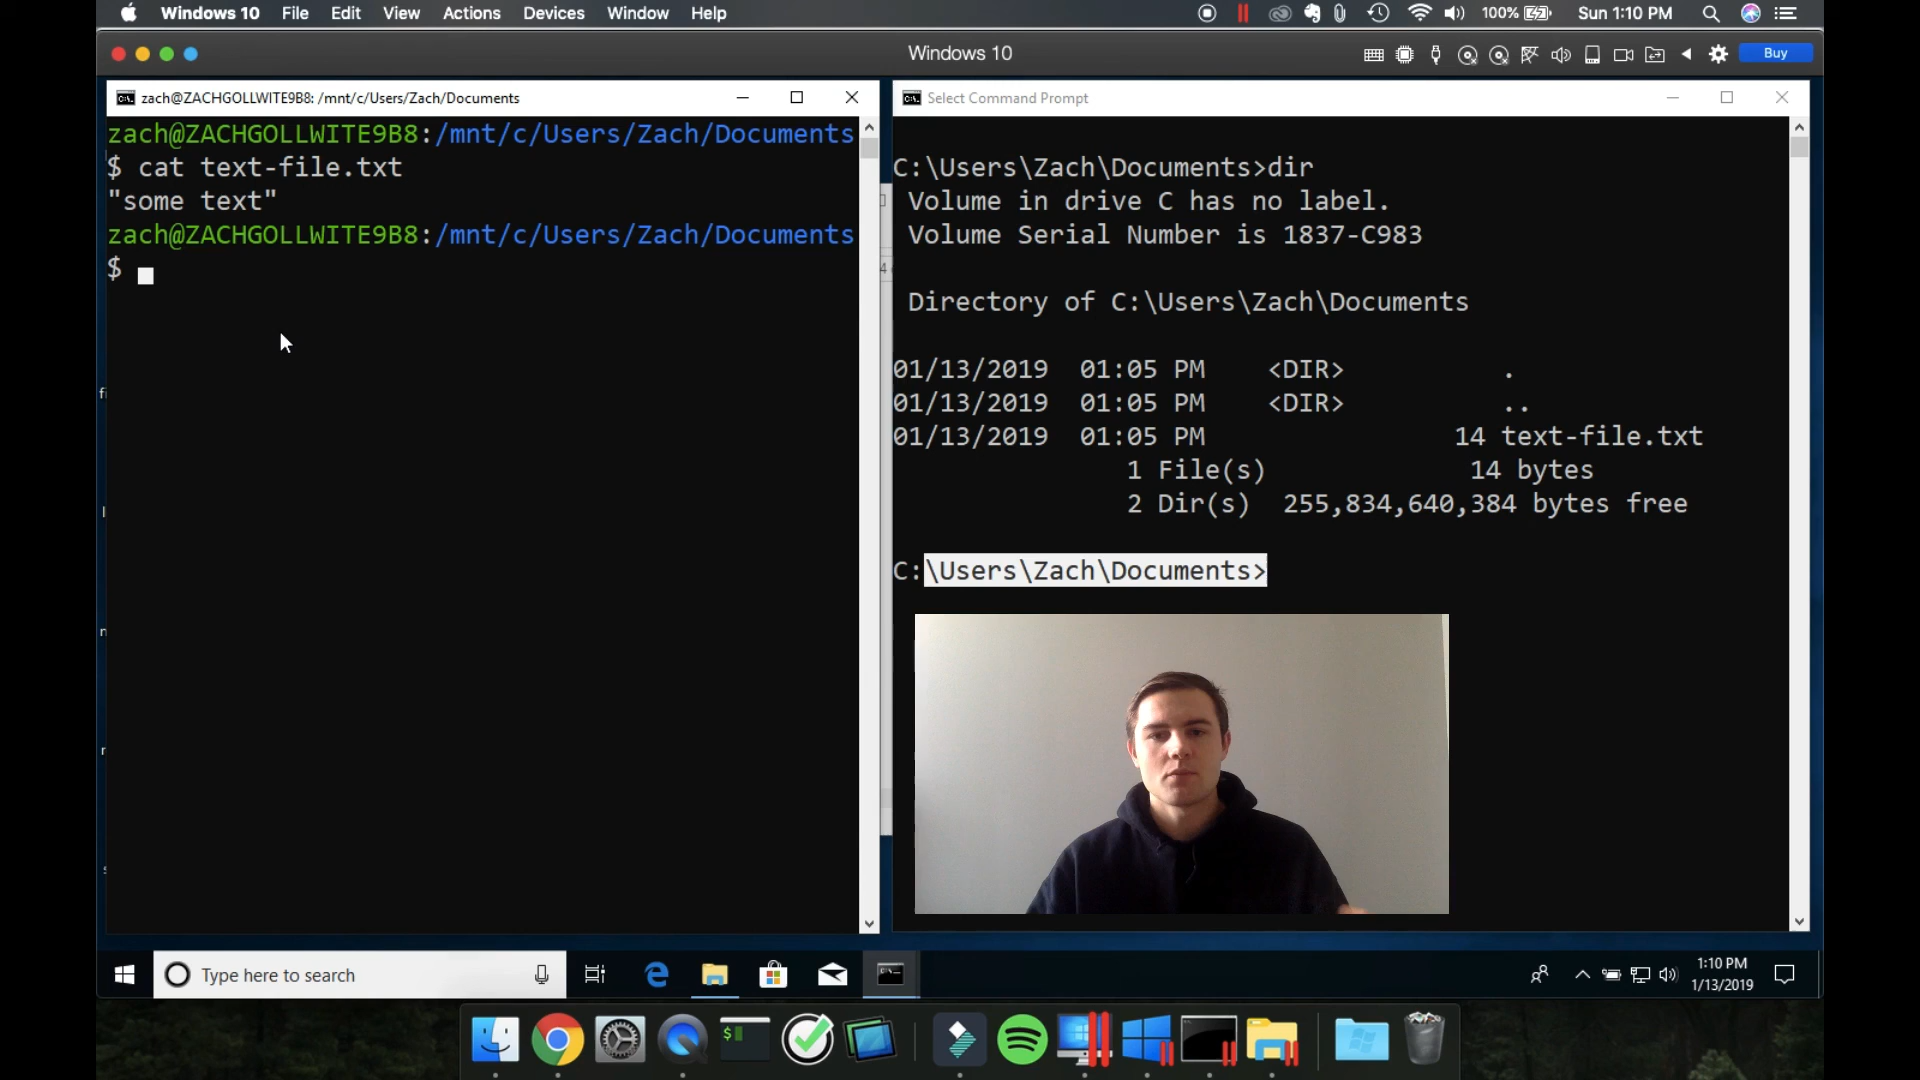 Windows 10 File Edit View Actions Devices Window Help
100% Sun 1:10 PM
Windows 10
Buy
zach@ZACHGOLLWITE9B8: /mnt/c/Users/Zach/Documents
zach@ZACHGOLLWITE9B8:/mnt/c/Users/Zach/Documents
$ cat text-file.txt
"some text"
zach@ZACHGOLLWITE9B8:/mnt/c/Users/Zach/Documents
$
Select Command Prompt
C:\Users\Zach\Documents>dir
Volume in drive C has no label.
Volume Serial Number is 1837-C983
Directory of C:\Users\Zach\Documents
01/13/2019 01:05 PM <DIR> .
01/13/2019 01:05 PM <DIR> ..
01/13/2019 01:05 PM 14 text-file.txt
1 File(s) 14 bytes
2 Dir(s) 255,834,640,384 bytes free
C:\Users\Zach\Documents>
Type here to search
1:10 PM
1/13/2019